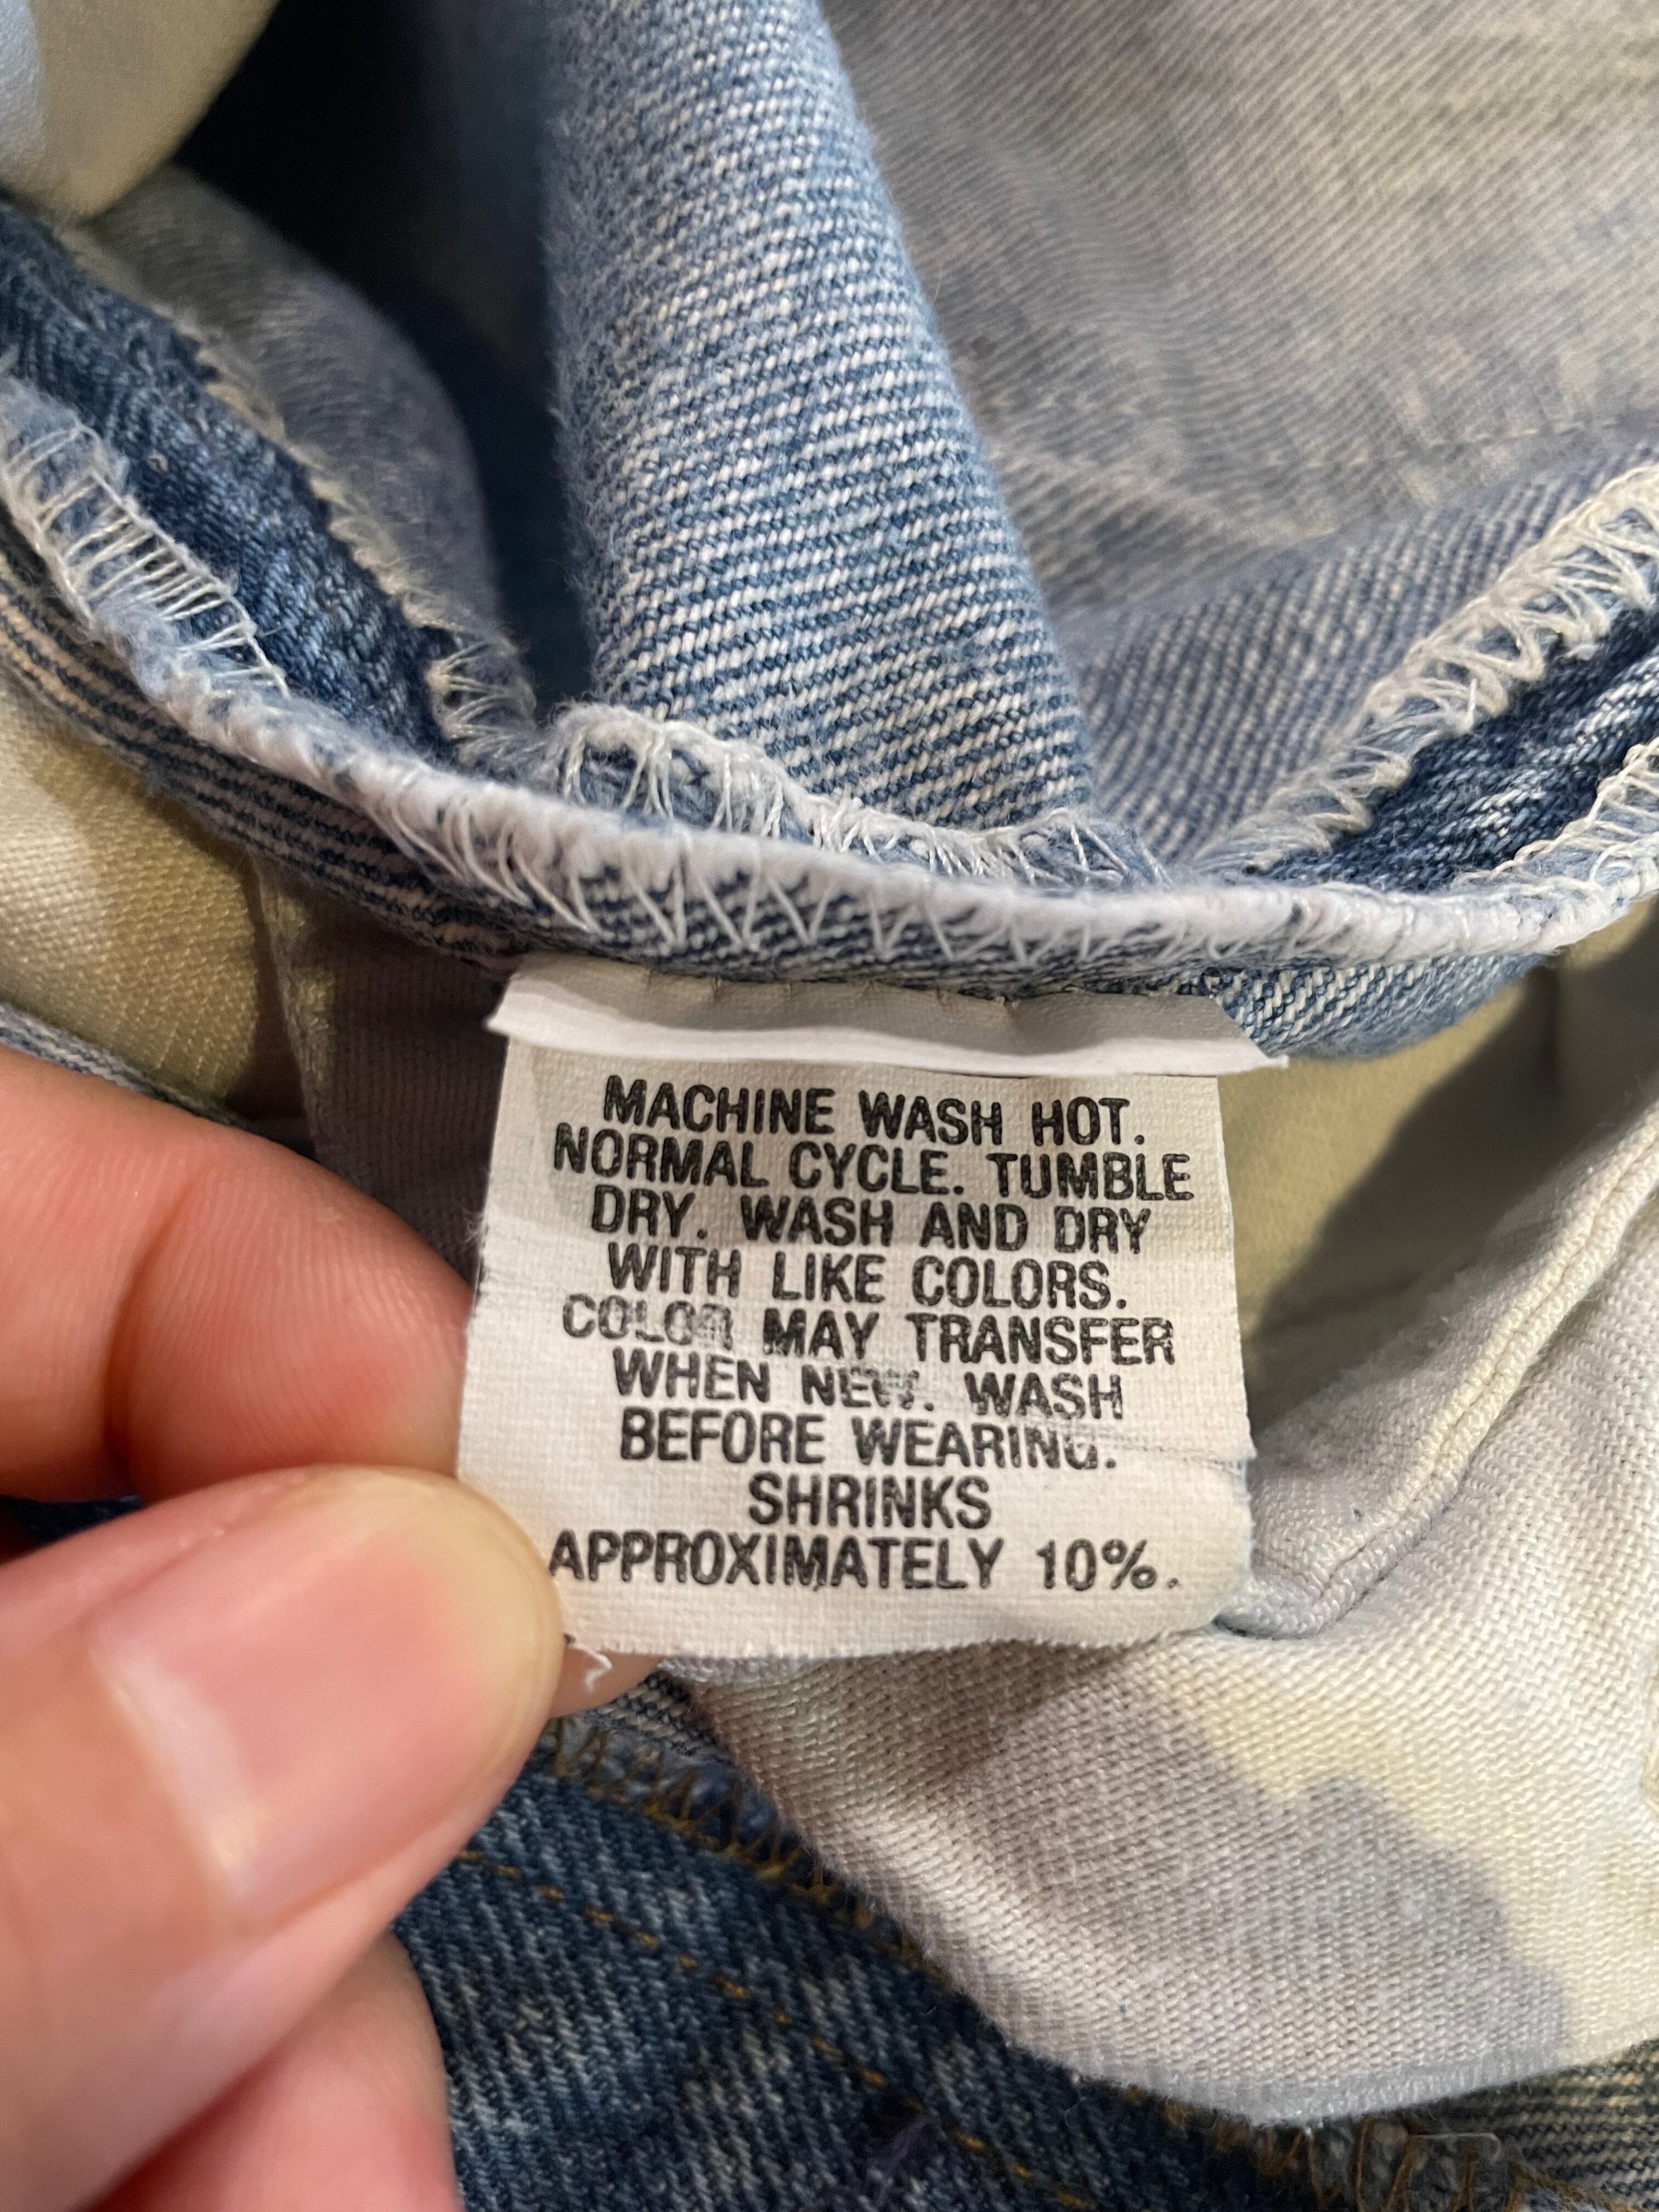 MACHINE WASH HOT.
NORMAL CYCLE. TUMBLE
DRY. WASH AND DRY
WITH LIKE COLORS.
COLOR MAY TRANSFER
WHEN NEW. WASH
BEFORE WEARING.
SHRINKS
APPROXIMATELY 10%.